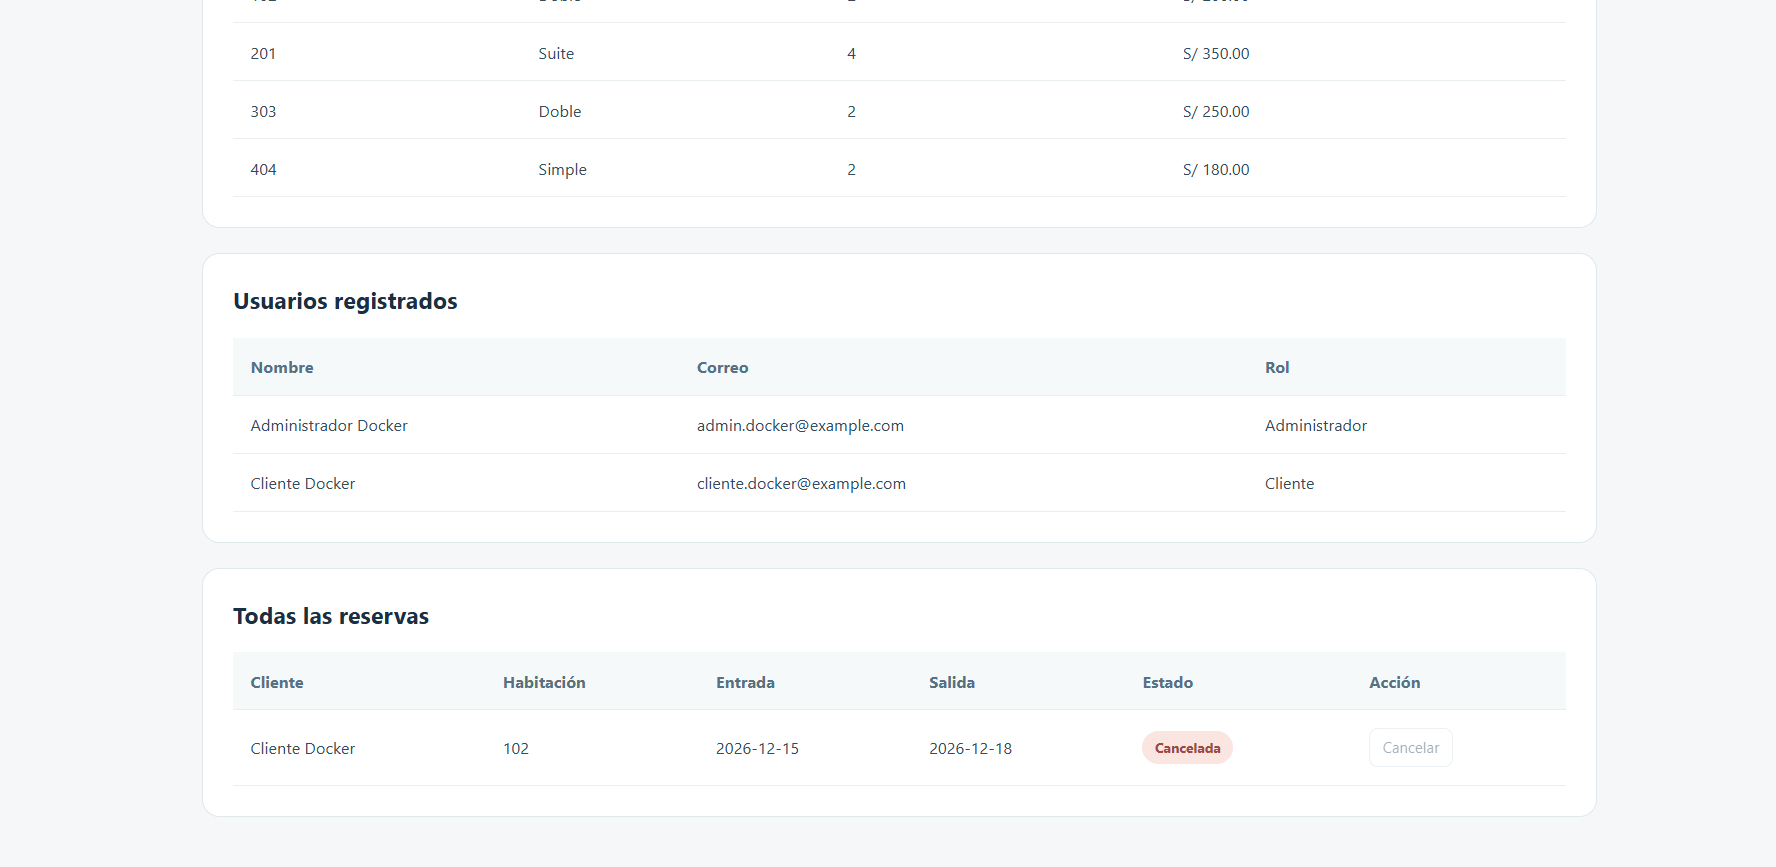 201 Suite 4 S/ 350.00
303 Doble 2 S/ 250.00
404 Simple 2 S/ 180.00
Usuarios registrados
Nombre Correo Rol
Administrador Docker admin.docker@example.com Administrador
Cliente Docker cliente.docker@example.com Cliente
Todas las reservas
Cliente Habitación Entrada Salida Estado Acción
Cliente Docker 102 2026-12-15 2026-12-18 Cancelada Cancelar